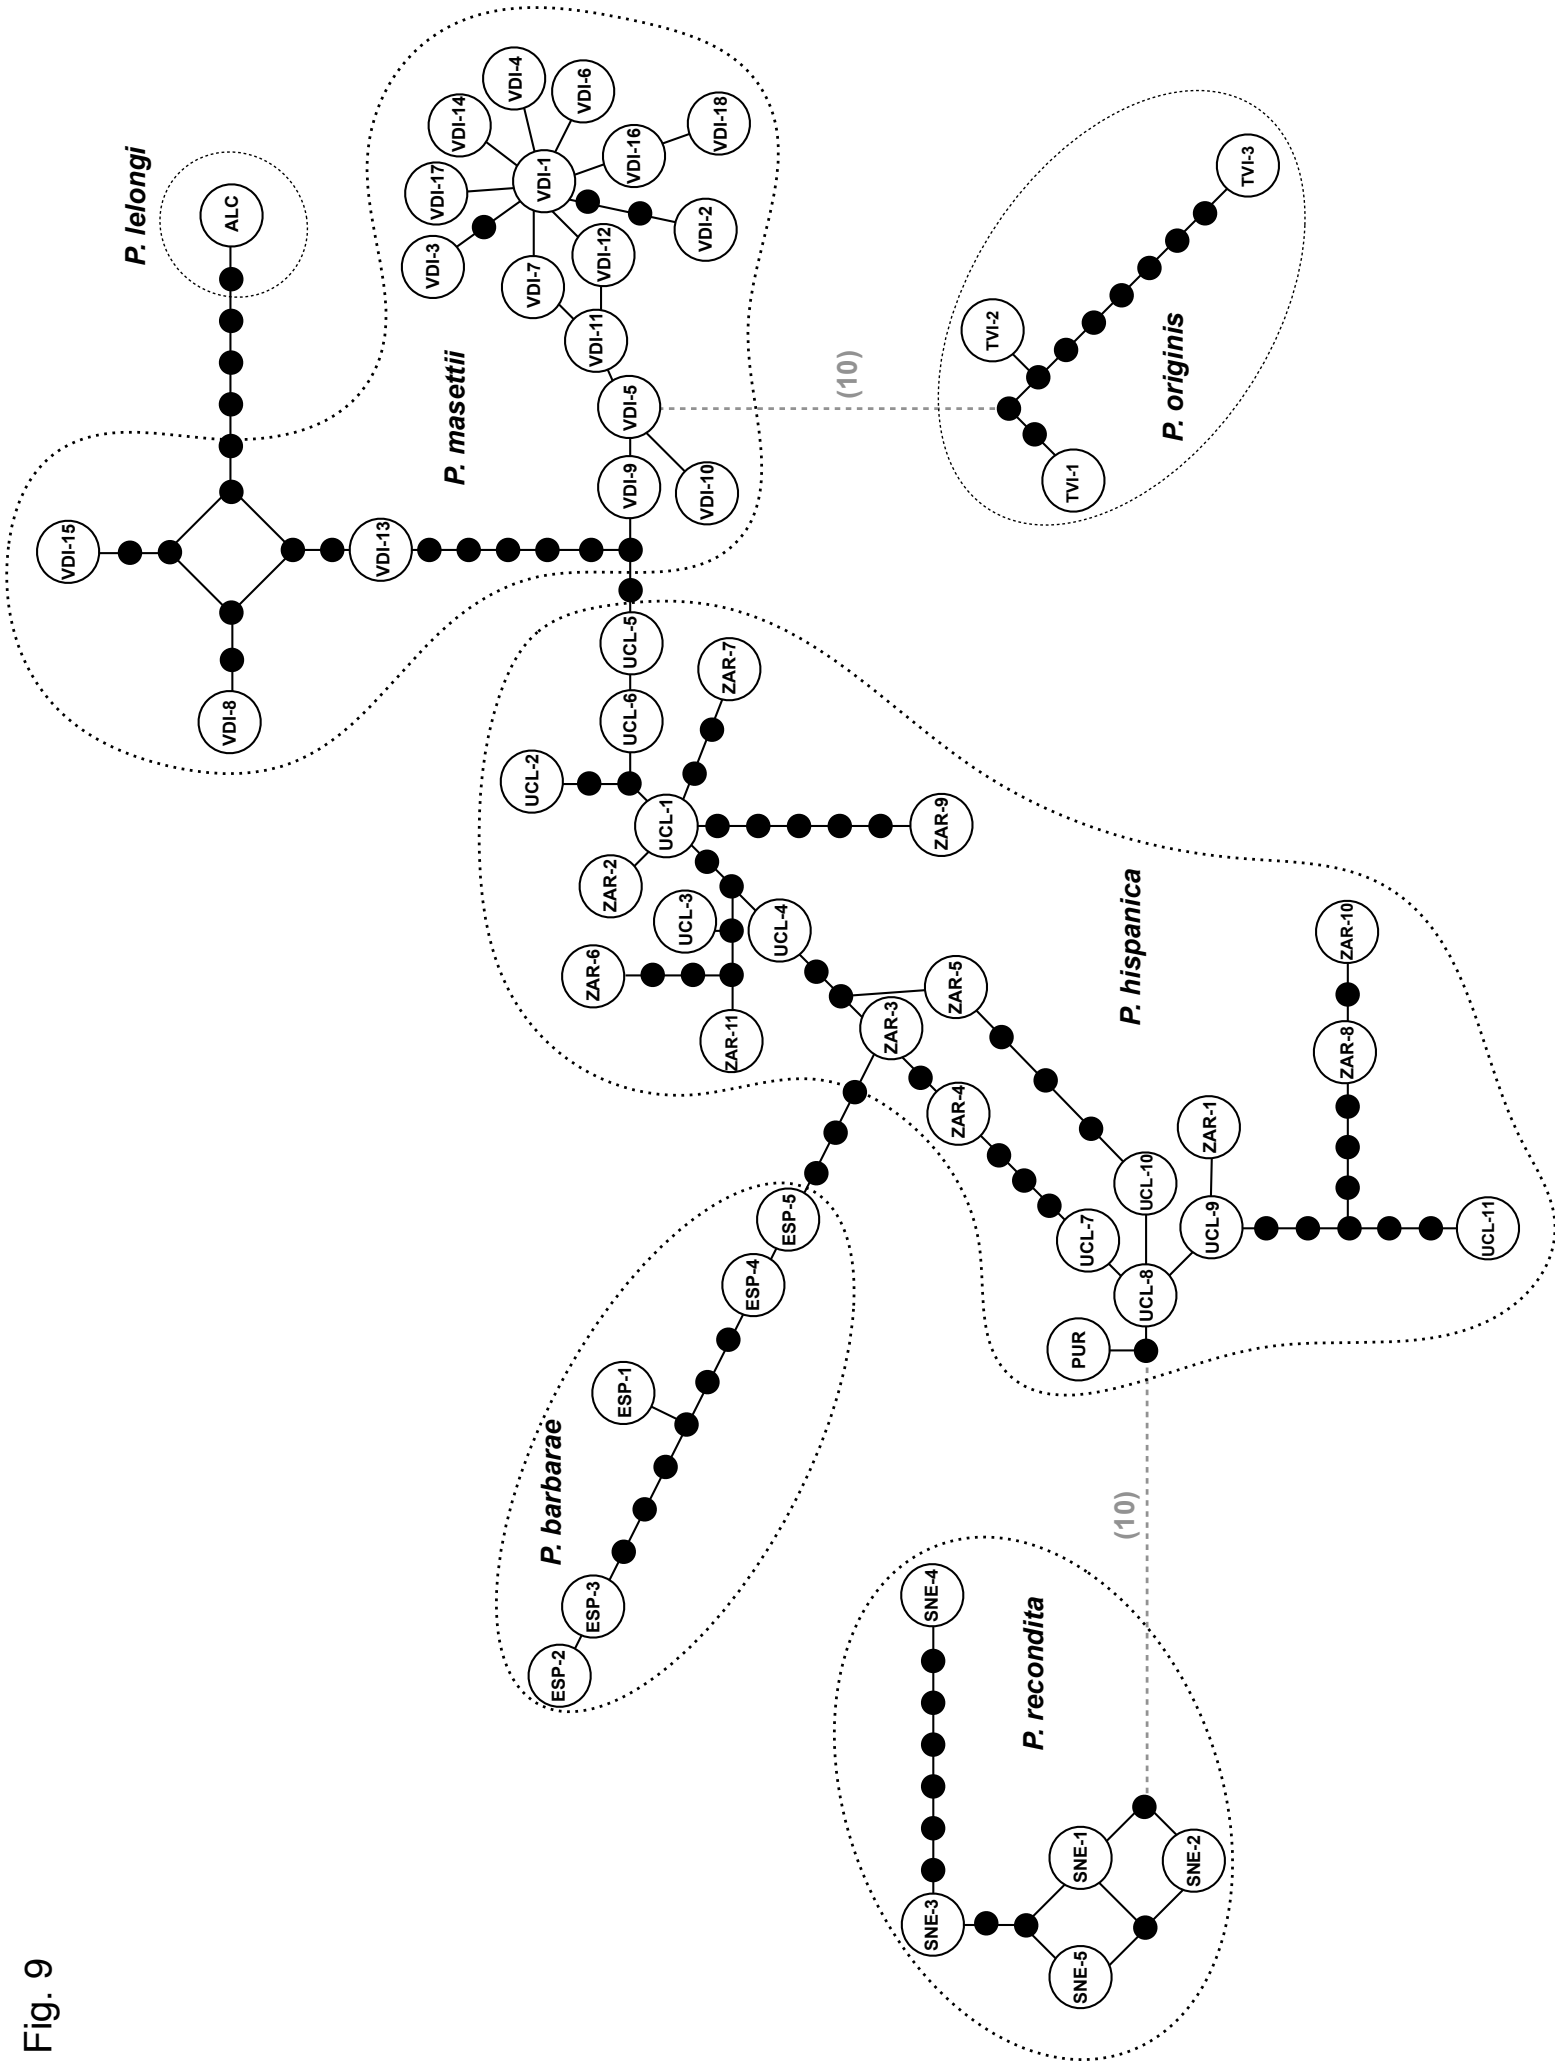 Fig. 9
P. lelongi
ALC
VDI-15
VDI-8
VDI-13
P. masettii
VDI-4
VDI-14
VDI-6
VDI-17
VDI-1
VDI-16
VDI-18
VDI-3
VDI-2
VDI-12
VDI-7
VDI-11
VDI-5
VDI-9
VDI-10
(10)
TVI-2
TVI-3
TVI-1
P. originis
UCL-5
UCL-6
UCL-2
ZAR-7
UCL-1
ZAR-9
ZAR-2
UCL-3
UCL-4
ZAR-6
ZAR-11
ZAR-5
ZAR-3
P. hispanica
ZAR-10
ZAR-8
ZAR-4
ZAR-1
UCL-10
UCL-9
UCL-7
UCL-11
UCL-8
PUR
ESP-5
ESP-4
ESP-1
P. barbarae
ESP-3
ESP-2
(10)
SNE-4
P. recondita
SNE-1
SNE-2
SNE-3
SNE-5